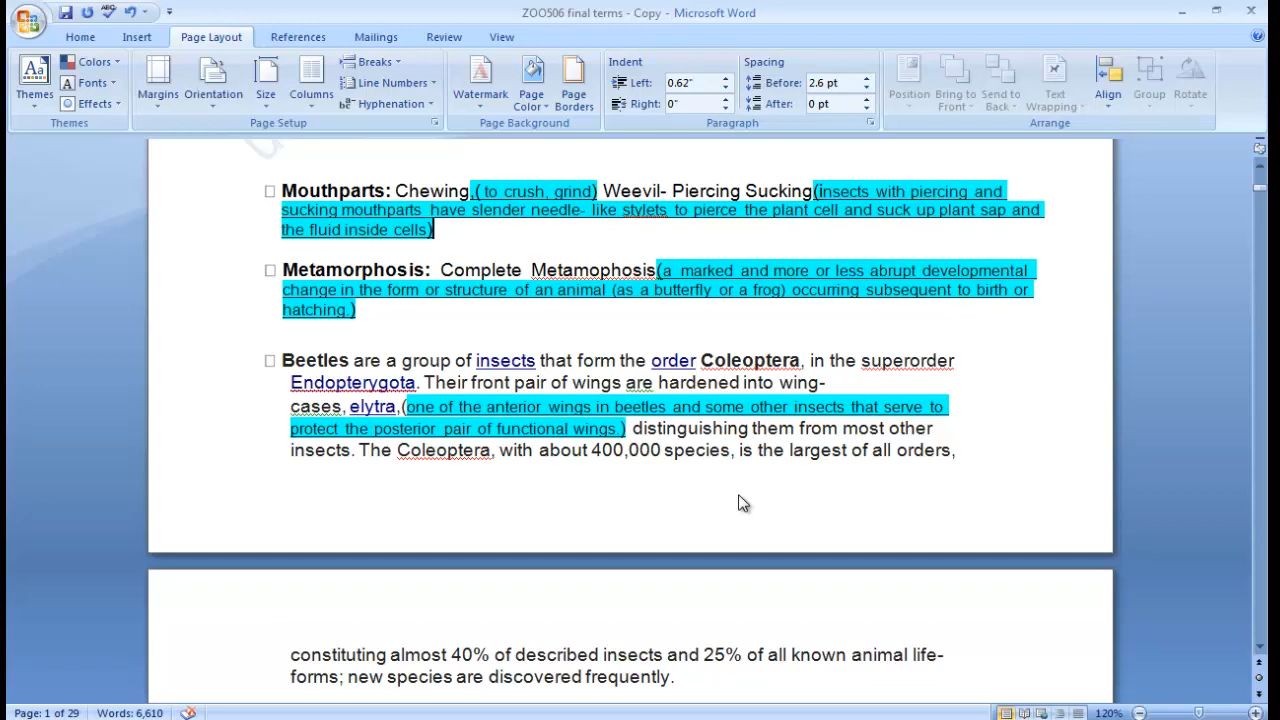 ZOO506 final terms - Copy - Microsoft Word
Home Insert Page Layout References Mailings Review View
Themes Colors Fonts Effects Themes
Margins Orientation Size Columns Breaks Line Numbers Hyphenation Page Setup
Watermark Page Color Page Borders Page Background
Indent Left: 0.62" Right: 0" Spacing Before: 2.6 pt After: 0 pt Paragraph
Position Bring to Front Send to Back Text Wrapping Align Group Rotate Arrange
Mouthparts: Chewing,( to crush, grind) Weevil- Piercing Sucking(insects with piercing and
sucking mouthparts have slender needle- like stylets to pierce the plant cell and suck up plant sap and
the fluid inside cells)
Metamorphosis: Complete Metamophosis(a marked and more or less abrupt developmental
change in the form or structure of an animal (as a butterfly or a frog) occurring subsequent to birth or
hatching.)
Beetles are a group of insects that form the order Coleoptera, in the superorder
Endopterygota. Their front pair of wings are hardened into wing-
cases, elytra,(one of the anterior wings in beetles and some other insects that serve to
protect the posterior pair of functional wings.) distinguishing them from most other
insects. The Coleoptera, with about 400,000 species, is the largest of all orders,
constituting almost 40% of described insects and 25% of all known animal life-
forms; new species are discovered frequently.
Page: 1 of 29 Words: 6,610 120%